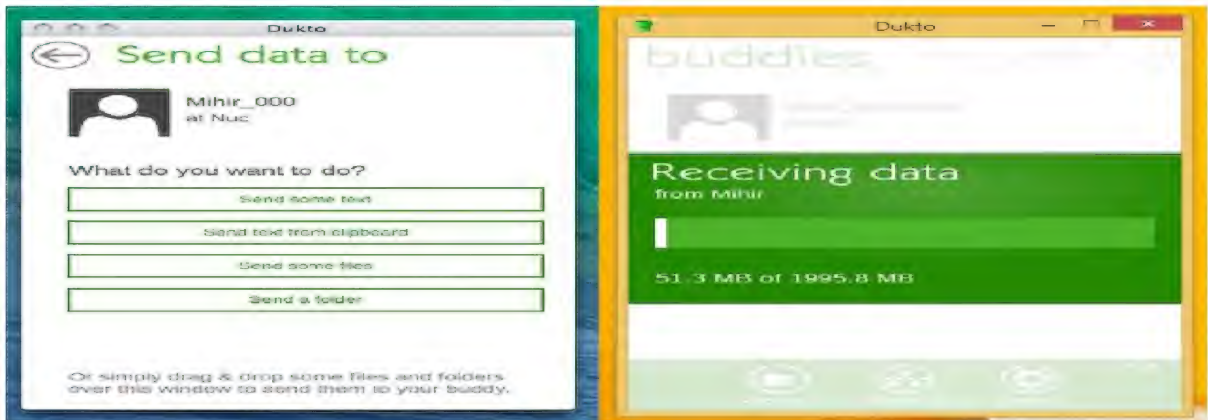 Dukto
Send data to
Mihir_000
at Nuc
What do you want to do?
Send some text
Send text from clipboard
Send some files
Send a folder
Or simply drag & drop some files and folders
over this window to send them to your buddy.
Dukto
buddies
Receiving data
from Mihir
51.3 MB of 1995.8 MB